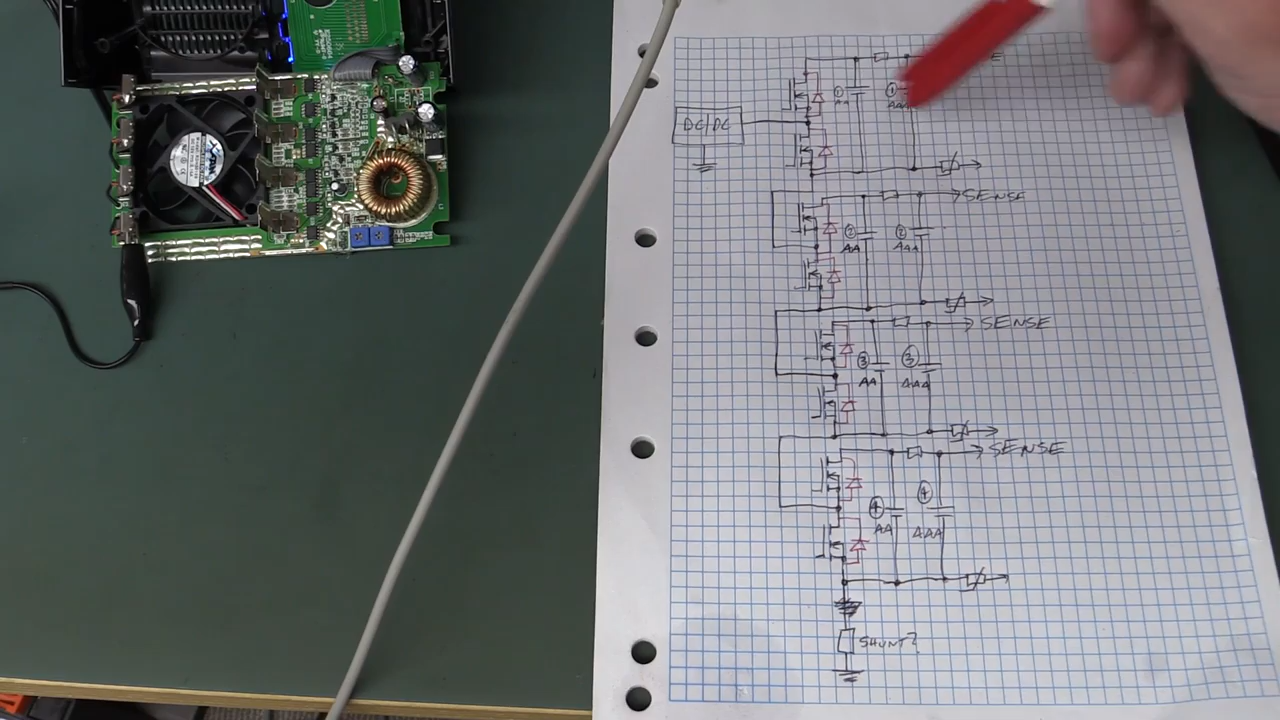 ① AA
① AAA
DC/DC
SENSE
② AA
② AAA
SENSE
③ AA
③ AAA
SENSE
④ AA
④ AAA
SHUNT?